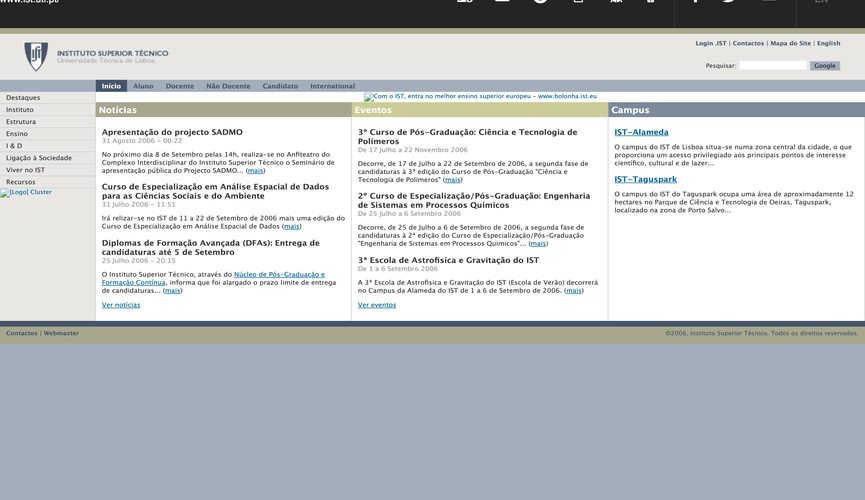 www.ist.utl.pt/
EN
INSTITUTO SUPERIOR TÉCNICO
Universidade Técnica de Lisboa
Login .IST | Contactos | Mapa do Site | English
Pesquisar:
Google
Início Aluno Docente Não Docente Candidato International
Destaques
Instituto
Estrutura
Ensino
I & D
Ligação à Sociedade
Viver no IST
Recursos
[Logo] Cluster
Com o IST, entra no melhor ensino superior europeu - www.bolonha.ist.eu
Notícias
Apresentação do projecto SADMO
31 Agosto 2006 - 00:22
No próximo dia 8 de Setembro pelas 14h, realiza-se no Anfiteatro do
Complexo Interdisciplinar do Instituto Superior Técnico o Seminário de
apresentação pública do Projecto SADMO... (mais)
Curso de Especialização em Análise Espacial de Dados
para as Ciências Sociais e do Ambiente
31 Julho 2006 - 11:51
Irá relizar-se no IST de 11 a 22 de Setembro de 2006 mais uma edição do
Curso de Especialização em Análise Espacial de Dados (mais)
Diplomas de Formação Avançada (DFAs): Entrega de
candidaturas até 5 de Setembro
25 Julho 2006 - 20:15
O Instituto Superior Técnico, através do Núcleo de Pós-Graduação e
Formação Contínua, informa que foi alargado o prazo limite de entrega
de candidaturas... (mais)
Ver notícias
Eventos
3º Curso de Pós-Graduação: Ciência e Tecnologia de
Polímeros
De 17 Julho a 22 Novembro 2006
Decorre, de 17 de Julho a 22 de Setembro de 2006, a segunda fase de
candidaturas à 3ª edição do Curso de Pós-Graduação "Ciência e
Tecnologia de Polímeros" (mais)
2º Curso de Especialização/Pós-Graduação: Engenharia
de Sistemas em Processos Quimicos
De 25 Julho a 6 Setembro 2006
Decorre, de 25 de Julho a 6 de Setembro de 2006, a segunda fase de
candidaturas à 2ª edição do Curso de Especialização/Pós-Graduação
"Engenharia de Sistemas em Processos Quimicos"... (mais)
3ª Escola de Astrofisica e Gravitação do IST
De 1 a 6 Setembro 2006
A 3ª Escola de Astrofisica e Gravitação do IST (Escola de Verão) decorrerá
no Campus da Alameda do IST de 1 a 6 de Setembro de 2006. (mais)
Ver eventos
Campus
IST-Alameda
O campus do IST de Lisboa situa-se numa zona central da cidade, o que
proporciona um acesso privilegiado aos principais pontos de interesse
científico, cultural e de lazer...
IST-Taguspark
O campus do IST do Taguspark ocupa uma área de aproximadamente 12
hectares no Parque de Ciência e Tecnologia de Oeiras, Taguspark,
localizado na zona de Porto Salvo...
Contactos | Webmaster
©2006, Instituto Superior Técnico. Todos os direitos reservados.